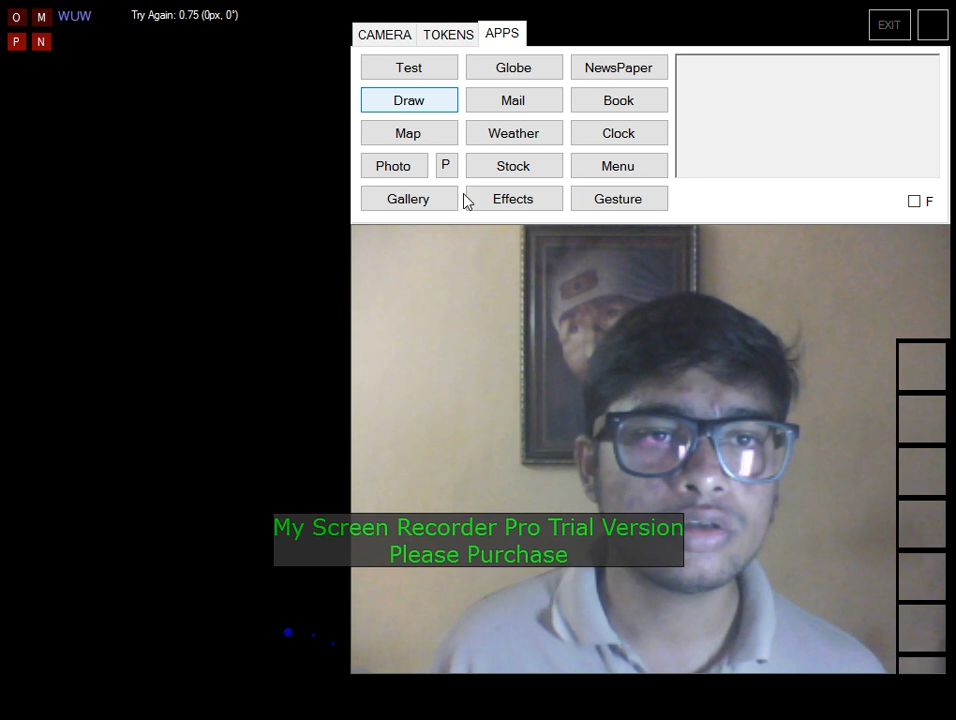 O M WUW Try Again: 0.75 (0px, 0°) EXIT
P N
CAMERA TOKENS APPS
Test Globe NewsPaper
Draw Mail Book
Map Weather Clock
Photo P Stock Menu
Gallery Effects Gesture
F
My Screen Recorder Pro Trial Version
Please Purchase